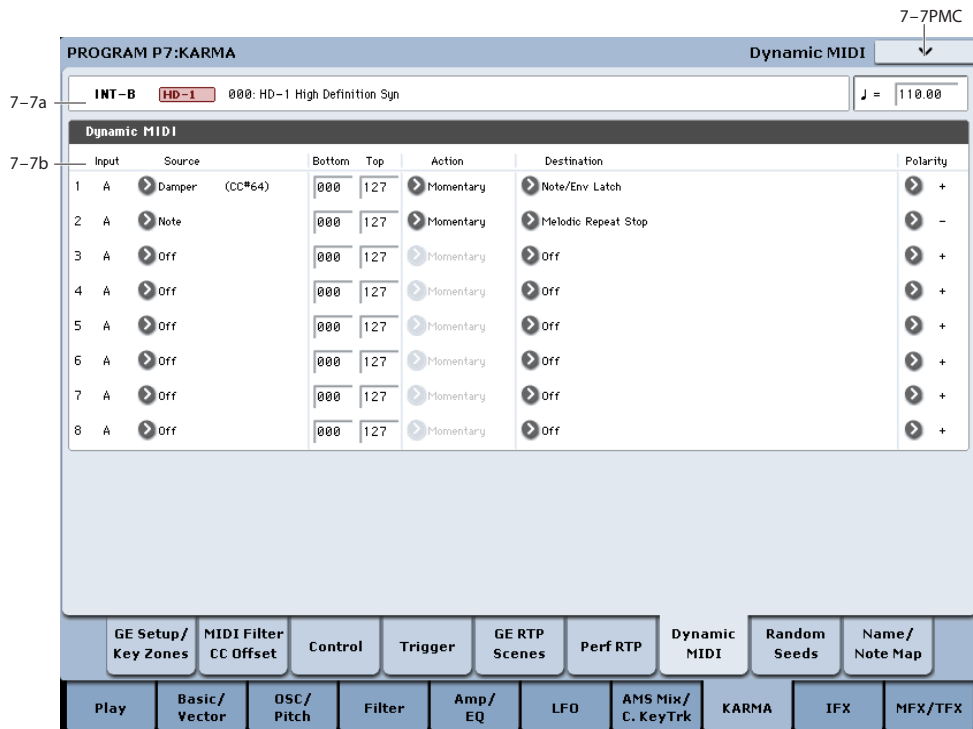 7-7PMC
PROGRAM P7:KARMA Dynamic MIDI
7-7a
INT-B HD-1 000: HD-1 High Definition Syn ♩ = 110.00
Dynamic MIDI
7-7b
Input Source Bottom Top Action Destination Polarity
1 A Damper (CC#64) 000 127 Momentary Note/Env Latch +
2 A Note 000 127 Momentary Melodic Repeat Stop -
3 A Off 000 127 Momentary Off +
4 A Off 000 127 Momentary Off +
5 A Off 000 127 Momentary Off +
6 A Off 000 127 Momentary Off +
7 A Off 000 127 Momentary Off +
8 A Off 000 127 Momentary Off +
GE Setup/ MIDI Filter Control Trigger GE RTP Perf RTP Dynamic Random Name/
Key Zones CC Offset Scenes MIDI Seeds Note Map
Play Basic/ OSC/ Filter Amp/ LFO AMS Mix/ KARMA IFX MFX/TFX
Vector Pitch EQ C. KeyTrk